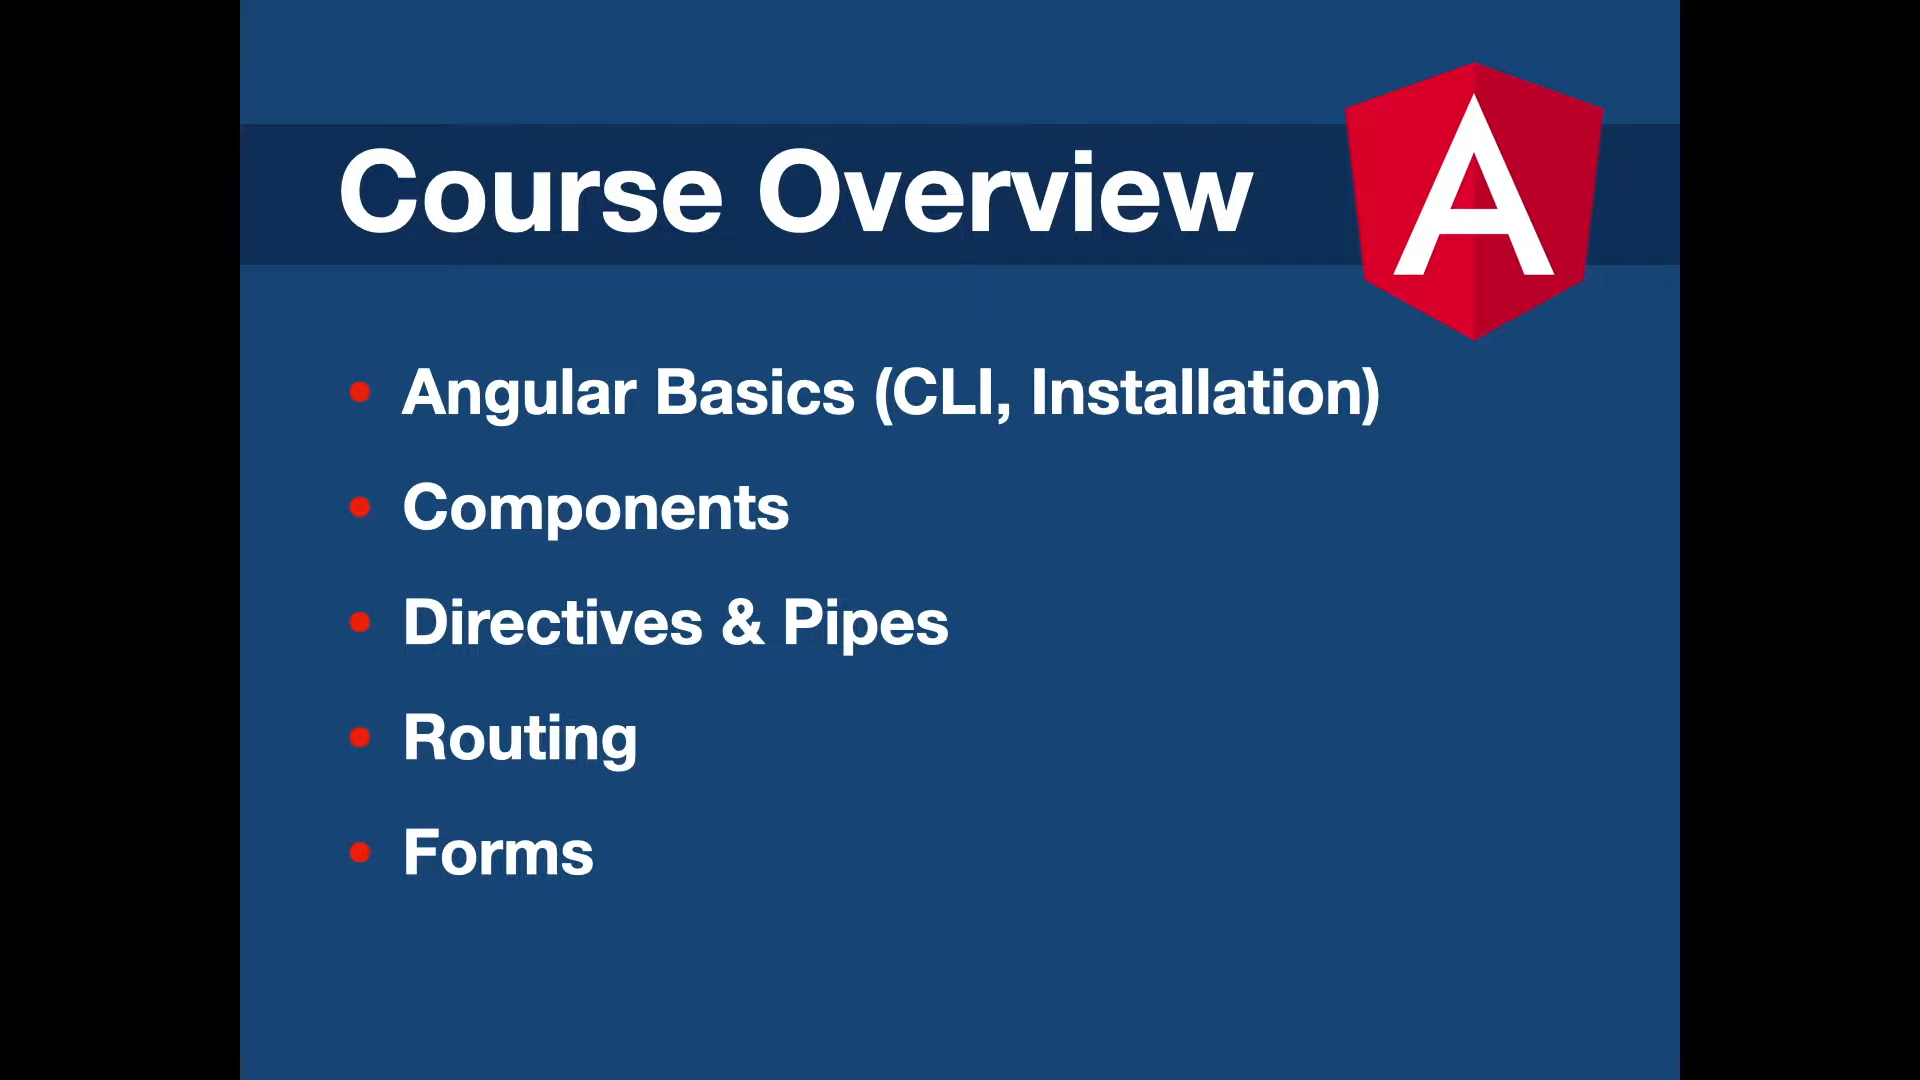 Course Overview
A
• Angular Basics (CLI, Installation)
• Components
• Directives & Pipes
• Routing
• Forms